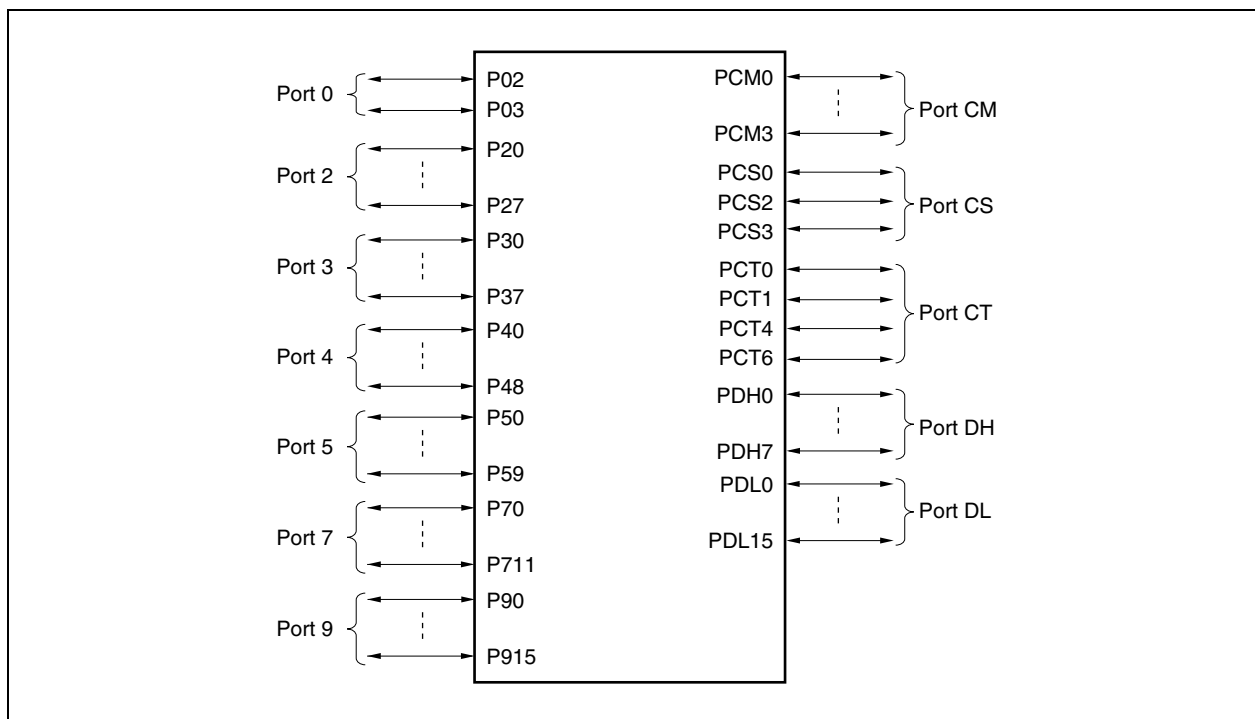 Port 0
P02
P03
Port 2
P20
P27
Port 3
P30
P37
Port 4
P40
P48
Port 5
P50
P59
Port 7
P70
P711
Port 9
P90
P915
PCM0
PCM3
Port CM
PCS0
PCS2
PCS3
Port CS
PCT0
PCT1
PCT4
PCT6
Port CT
PDH0
PDH7
Port DH
PDL0
PDL15
Port DL